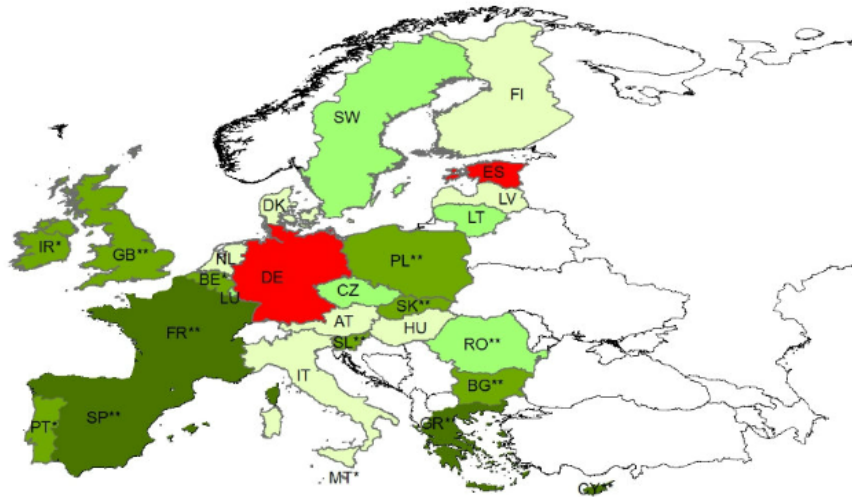 FI
SW
ES
LV
DK
LT
IR*
GB**
NL
PL**
BE*
DE
LU
CZ
SK**
AT
HU
FR**
SL**
RO**
IT
BG**
PT*
SP**
GR**
MT*